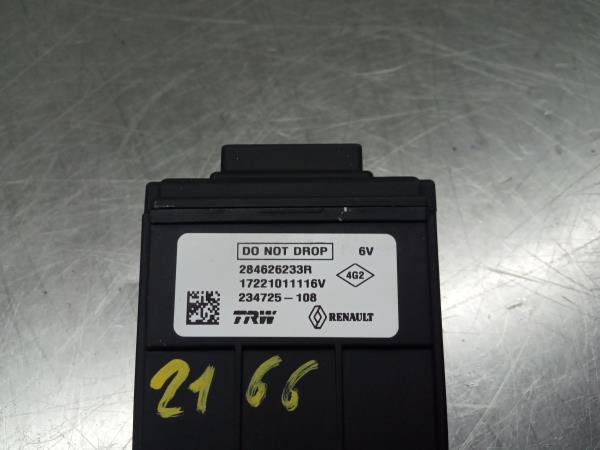 DO NOT DROP 6V
284626233R
17221011116V 4G2
234725-108
TRW RENAULT
21 66